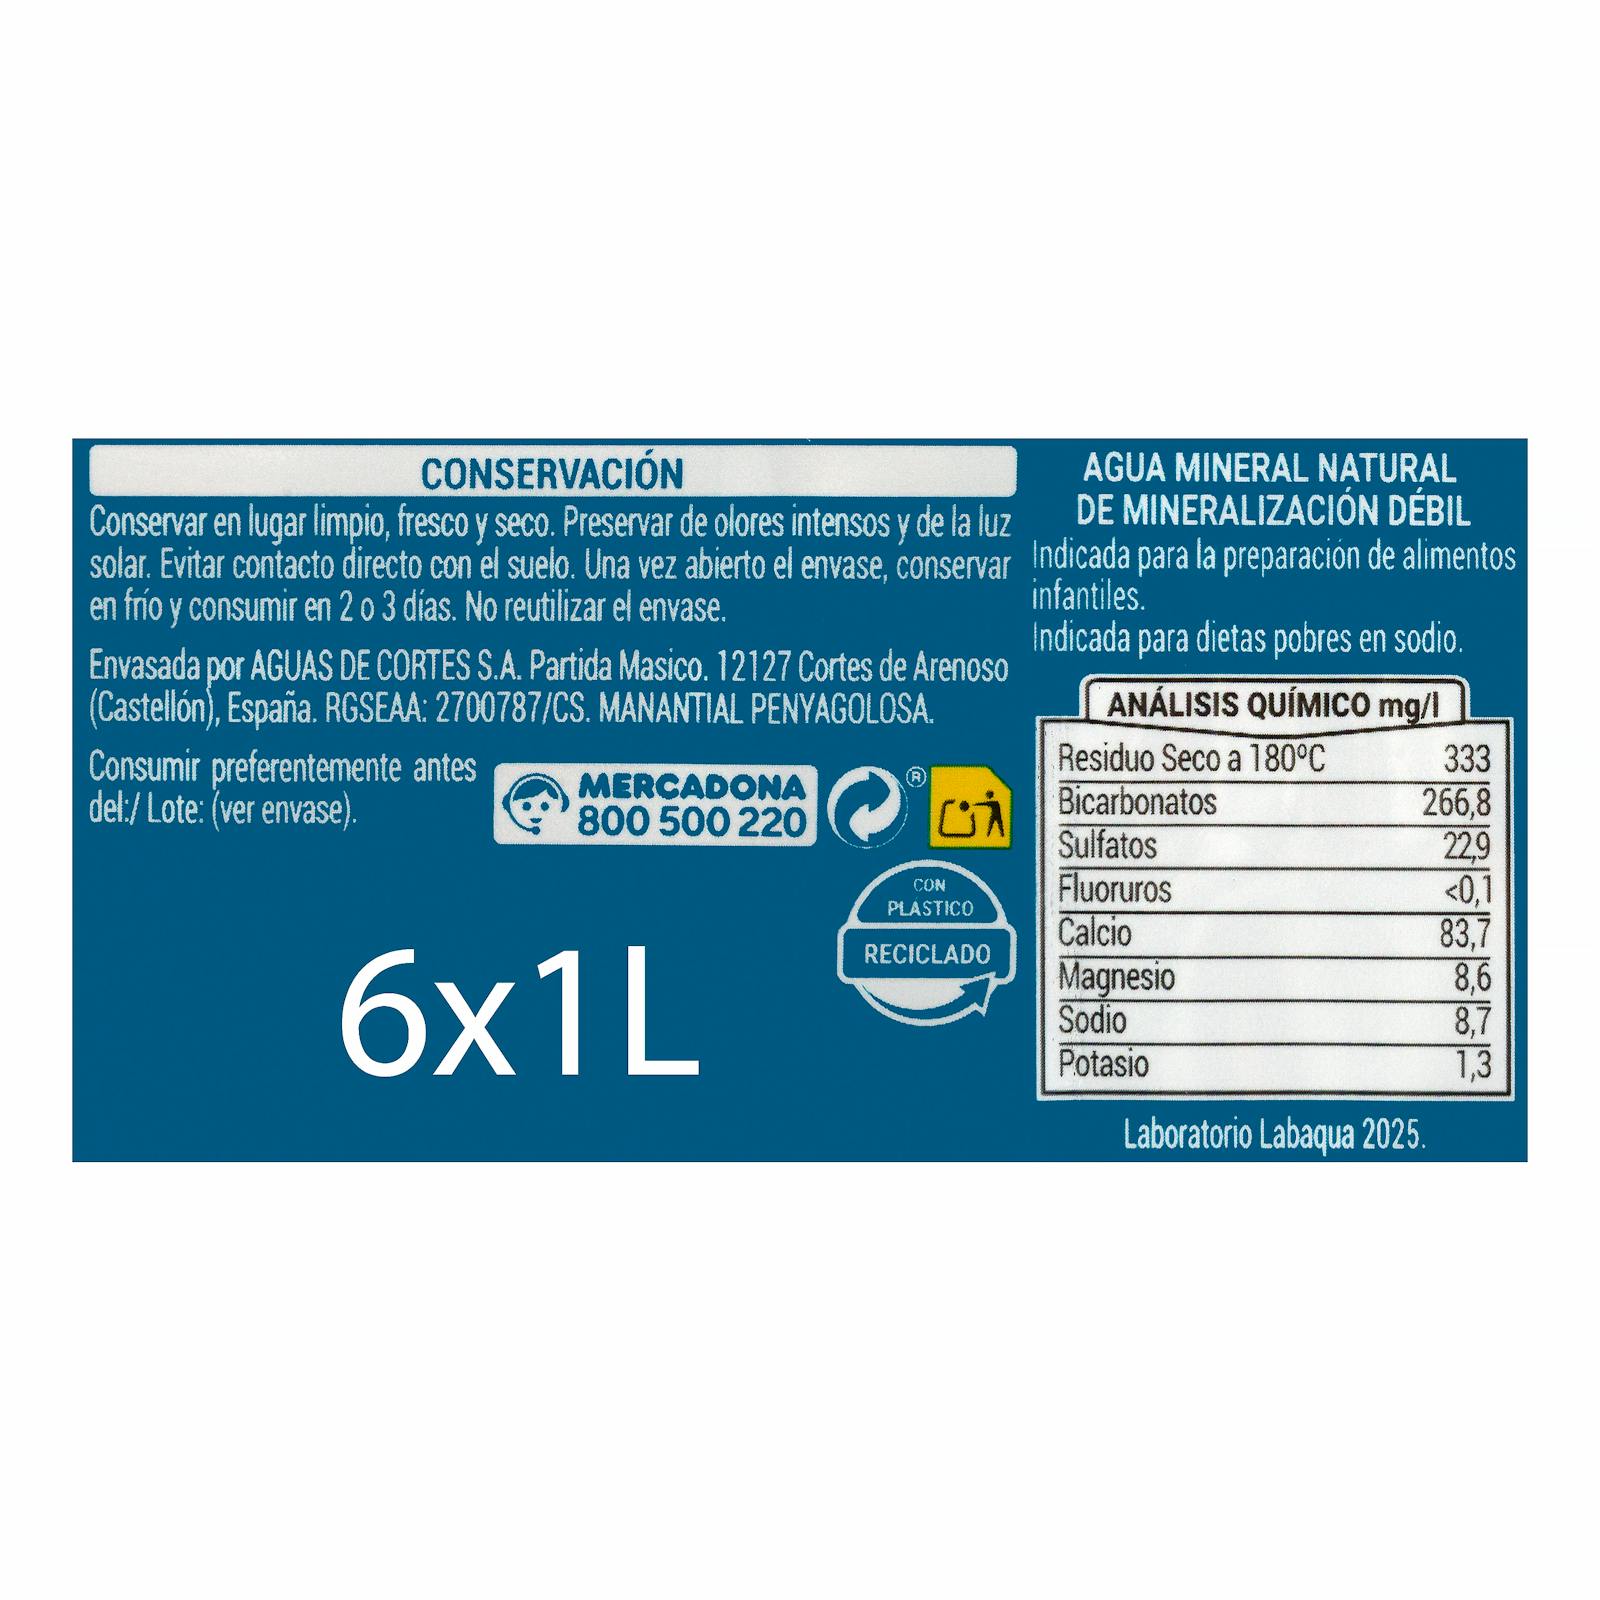 CONSERVACIÓN
Conservar en lugar limpio, fresco y seco. Preservar de olores intensos y de la luz
solar. Evitar contacto directo con el suelo. Una vez abierto el envase, conservar
en frío y consumir en 2 o 3 días. No reutilizar el envase.
Envasada por AGUAS DE CORTES S.A. Partida Masico. 12127 Cortes de Arenoso
(Castellón), España. RGSEAA: 2700787/CS. MANANTIAL PENYAGOLOSA.
Consumir preferentemente antes
del:/ Lote: (ver envase).
MERCADONA
800 500 220
®
CON
PLÁSTICO
RECICLADO
6x1L
AGUA MINERAL NATURAL
DE MINERALIZACIÓN DÉBIL
Indicada para la preparación de alimentos
infantiles.
Indicada para dietas pobres en sodio.
ANÁLISIS QUÍMICO mg/l
Residuo Seco a 180ºC 333
Bicarbonatos 266,8
Sulfatos 22,9
Fluoruros <0,1
Calcio 83,7
Magnesio 8,6
Sodio 8,7
Potasio 1,3
Laboratorio Labaqua 2025.